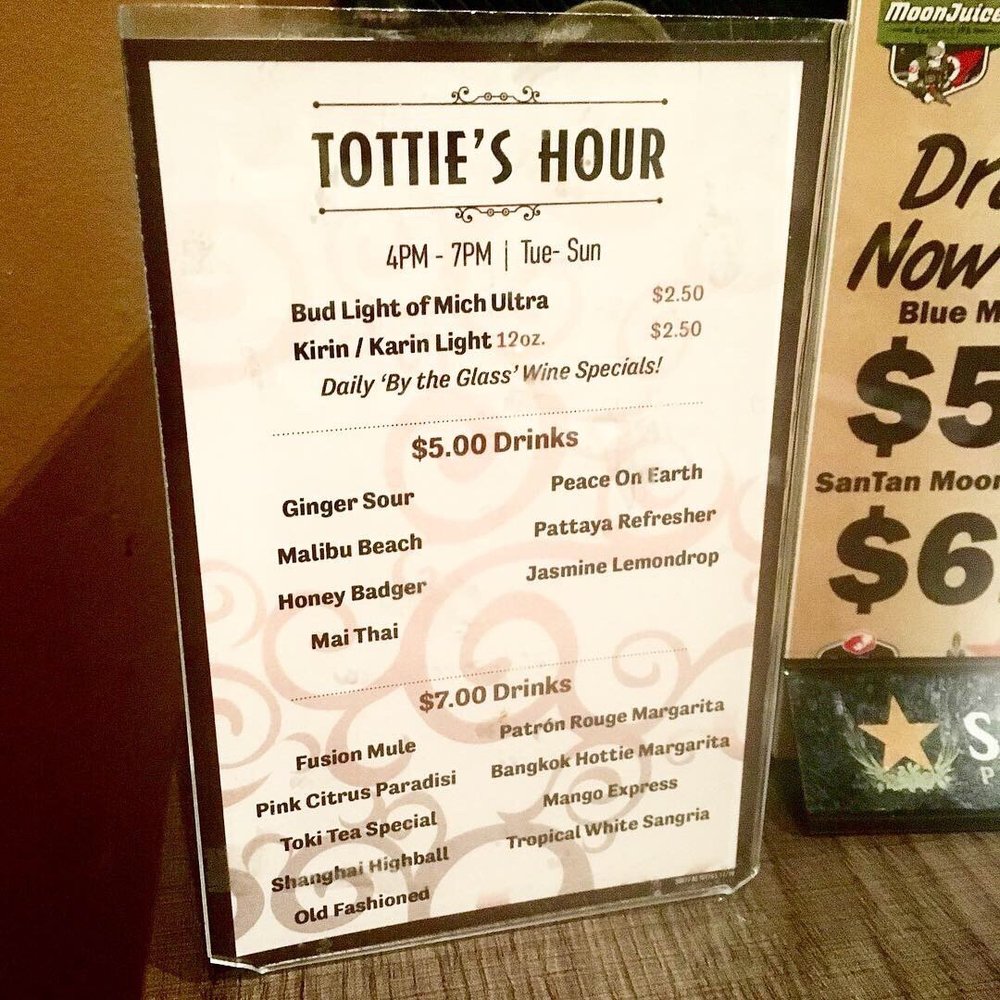 TOTTIE'S HOUR
4PM - 7PM | Tue- Sun
Bud Light of Mich Ultra $2.50
Kirin / Karin Light 12oz. $2.50
Daily 'By the Glass' Wine Specials!
$5.00 Drinks
Ginger Sour
Malibu Beach
Honey Badger
Mai Thai
Peace On Earth
Pattaya Refresher
Jasmine Lemondrop
$7.00 Drinks
Fusion Mule
Pink Citrus Paradisi
Toki Tea Special
Shanghai Highball
Old Fashioned
Patrón Rouge Margarita
Bangkok Hottie Margarita
Mango Express
Tropical White Sangria
MoonJuice
Dr
Now
Blue M
$5
SanTan Moon
$6
S
P